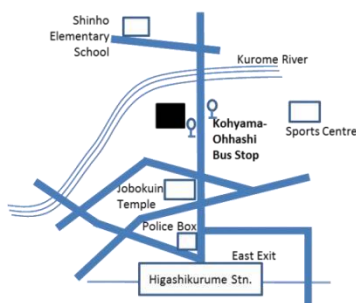 Shinho
Elementary
School
Kurome River
Kohyama-
Ohhashi
Bus Stop
Sports Centre
Jobokuin
Temple
Police Box
East Exit
Higashikurume Stn.